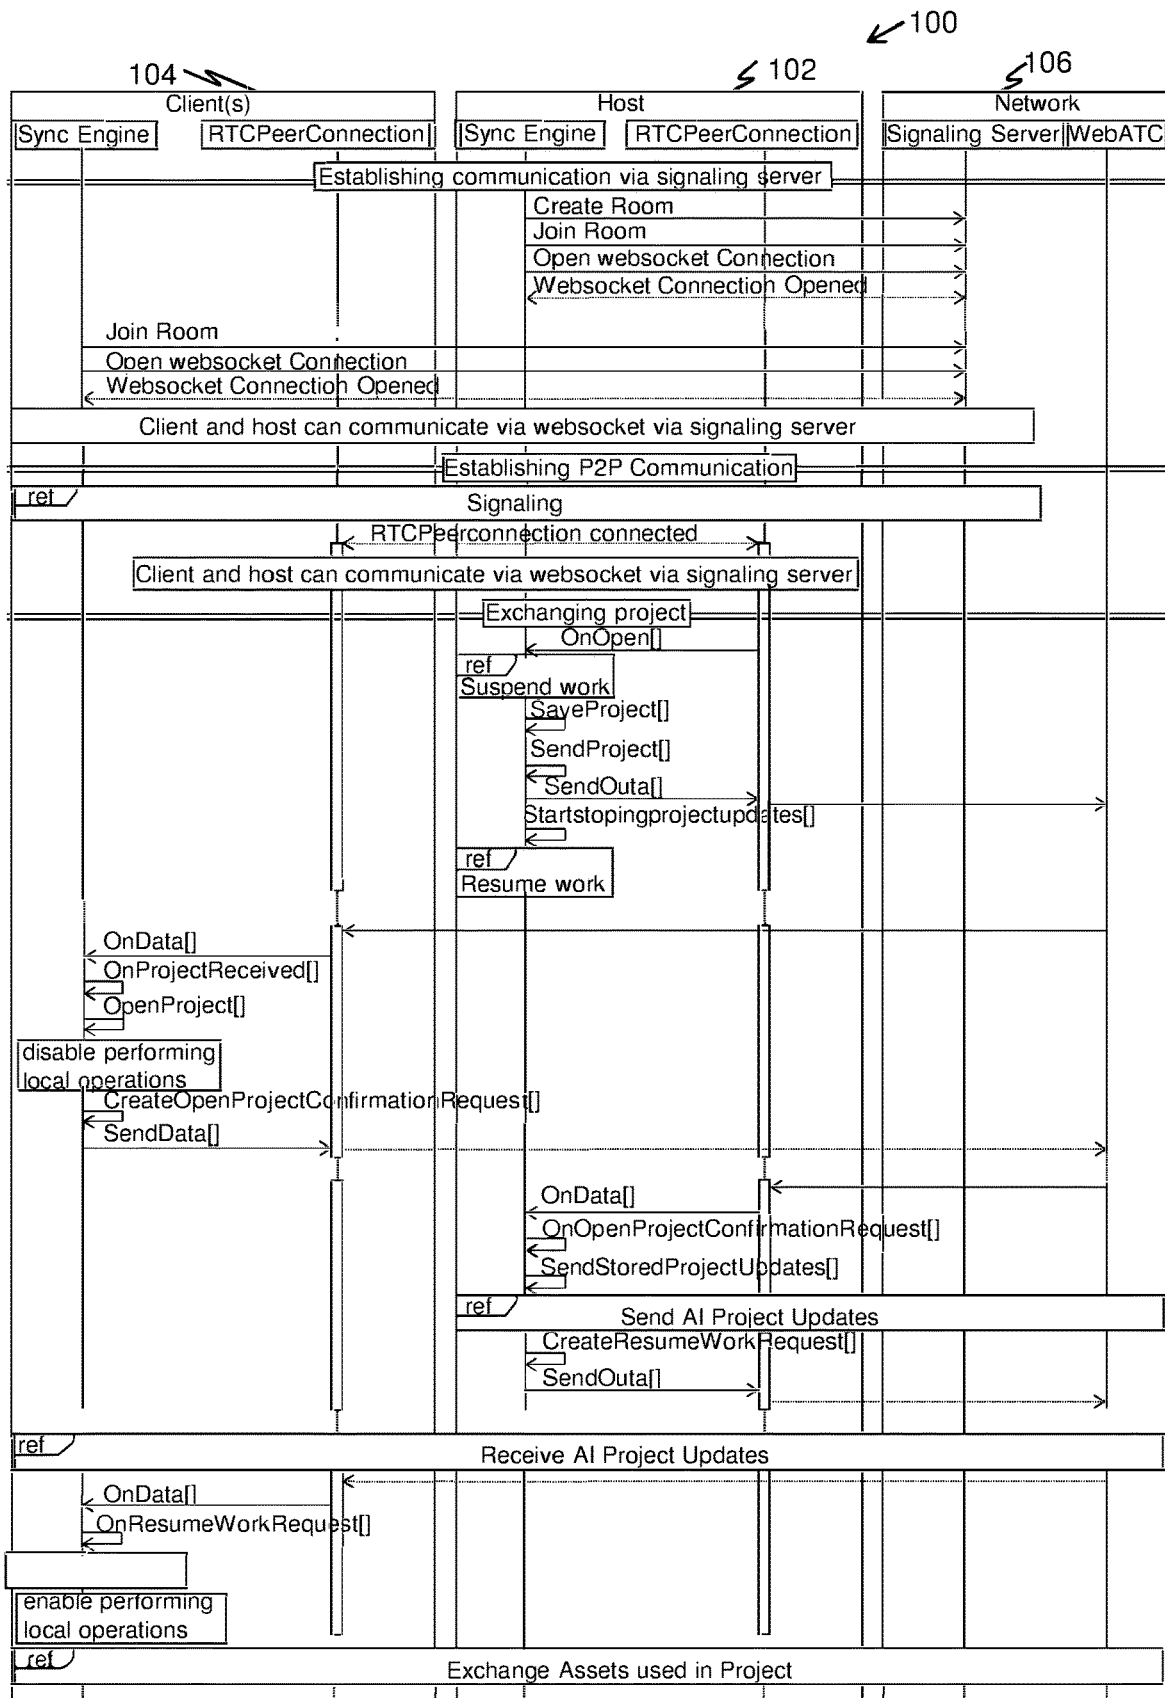 100
104
102
106
Client(s)
Host
Network
Sync Engine
RTCPeerConnection
Sync Engine
RTCPeerConnection
Signaling Server
WebATC
Establishing communication via signaling server
Create Room
Join Room
Open websocket Connection
Websocket Connection Opened
Join Room
Open websocket Connection
Websocket Connection Opened
Client and host can communicate via websocket via signaling server
Establishing P2P Communication
ref
Signaling
RTCPeerconnection connected
Client and host can communicate via websocket via signaling server
Exchanging project
OnOpen[]
ref
Suspend work
SaveProject[]
SendProject[]
SendOuta[]
Startstopingprojectupdates[]
ref
Resume work
OnData[]
OnProjectReceived[]
OpenProject[]
disable performing
local operations
CreateOpenProjectConfirmationRequest[]
SendData[]
OnData[]
OnOpenProjectConfirmationRequest[]
SendStoredProjectUpdates[]
ref
Send AI Project Updates
CreateResumeWorkRequest[]
SendOuta[]
ref
Receive AI Project Updates
OnData[]
OnResumeWorkRequest[]
enable performing
local operations
ref
Exchange Assets used in Project